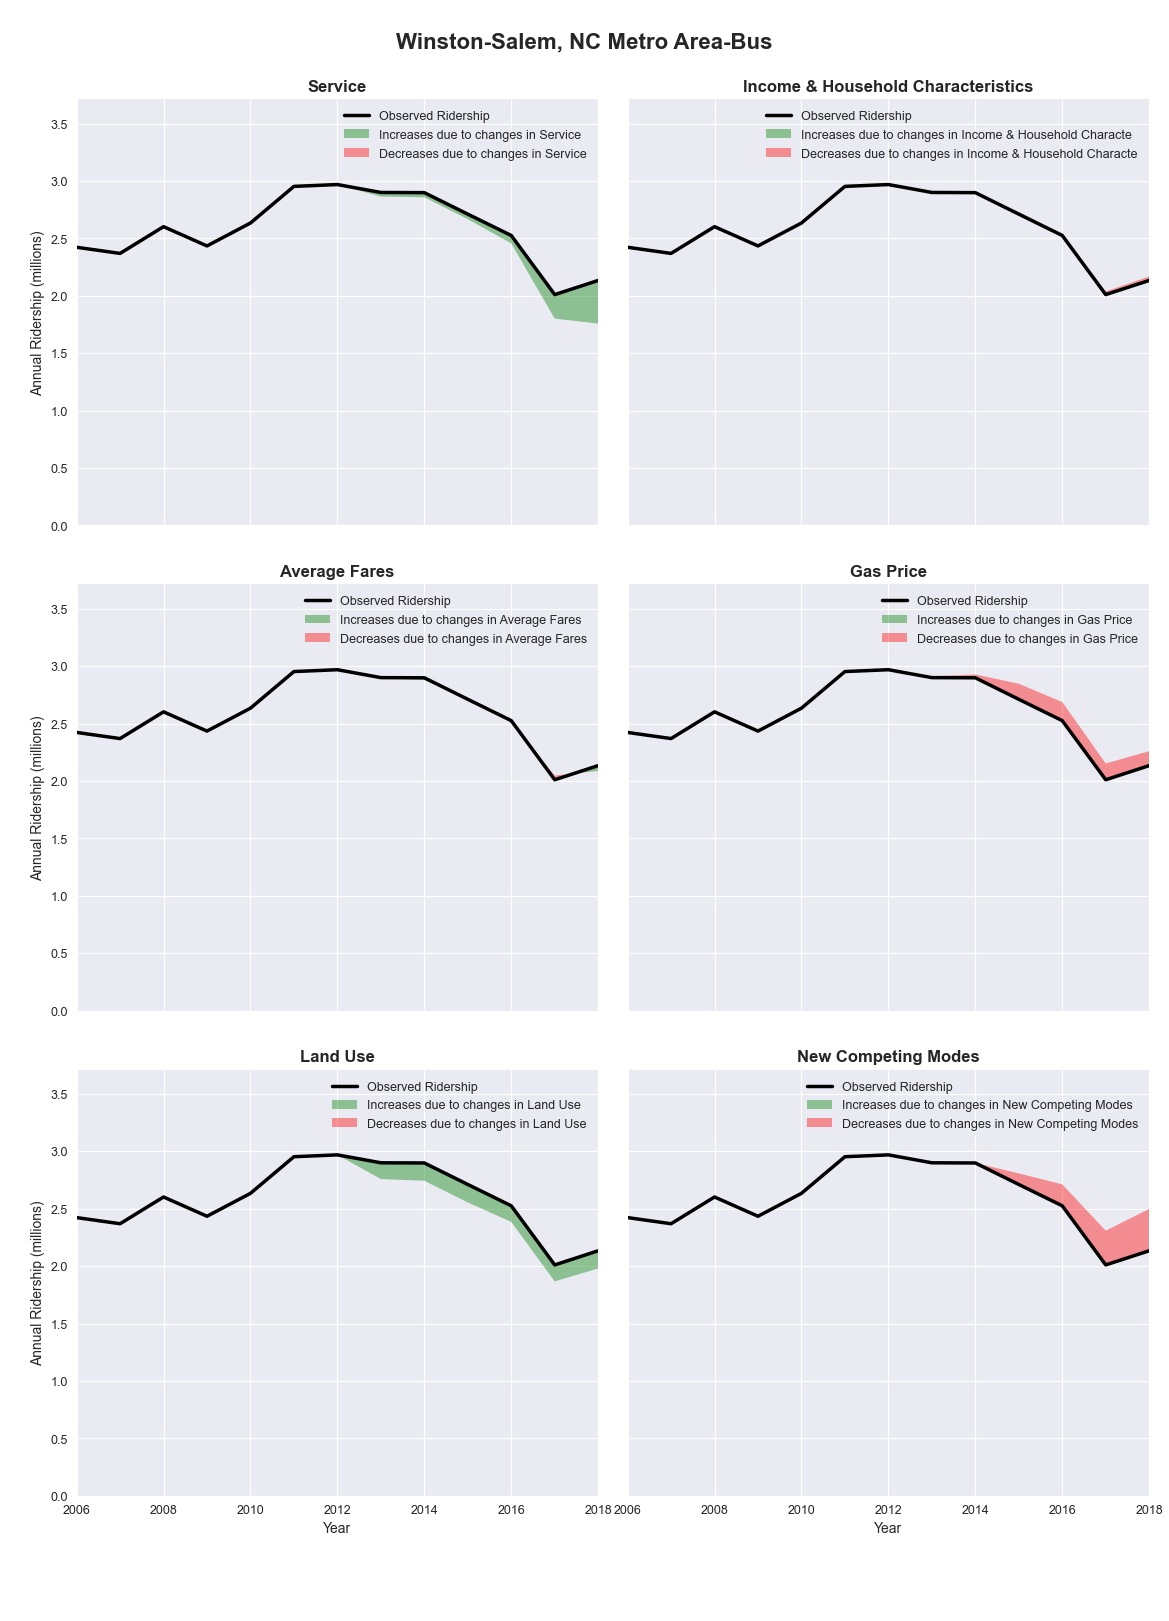 Winston-Salem, NC Metro Area-Bus
Service
Observed Ridership
Increases due to changes in Service
Decreases due to changes in Service
3.5
3.0
2.5
2.0
1.5
1.0
0.5
0.0
Annual Ridership (millions)
Income & Household Characteristics
Observed Ridership
Increases due to changes in Income & Household Characte
Decreases due to changes in Income & Household Characte
Average Fares
Observed Ridership
Increases due to changes in Average Fares
Decreases due to changes in Average Fares
3.5
3.0
2.5
2.0
1.5
1.0
0.5
0.0
Annual Ridership (millions)
Gas Price
Observed Ridership
Increases due to changes in Gas Price
Decreases due to changes in Gas Price
Land Use
Observed Ridership
Increases due to changes in Land Use
Decreases due to changes in Land Use
3.5
3.0
2.5
2.0
1.5
1.0
0.5
0.0
Annual Ridership (millions)
2006 2008 2010 2012 2014 2016 2018
Year
New Competing Modes
Observed Ridership
Increases due to changes in New Competing Modes
Decreases due to changes in New Competing Modes
2006 2008 2010 2012 2014 2016 2018
Year